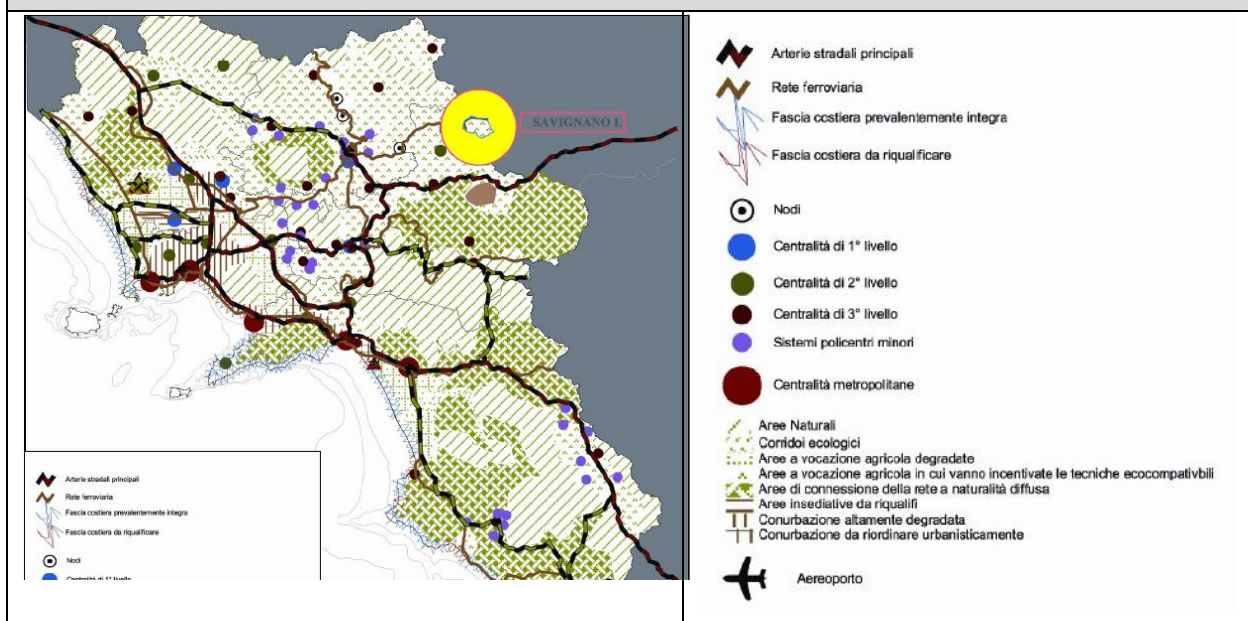 SAVIGNANO I.
Arterie stradali principali
Rete ferroviaria
Fascia costiera prevalentemente integra
Fascia costiera da riqualificare
Nodi
Centralità di 1° livello
Arterie stradali principali
Rete ferroviaria
Fascia costiera prevalentemente integra
Fascia costiera da riqualificare
Nodi
Centralità di 1° livello
Centralità di 2° livello
Centralità di 3° livello
Sistemi policentri minori
Centralità metropolitane
Aree Naturali
Corridoi ecologici
Aree a vocazione agricola degradate
Aree a vocazione agricola in cui vanno incentivate le tecniche ecocompativbili
Aree di connessione della rete a naturalità diffusa
Aree insediative da riqualifi
Conurbazione altamente degradata
Conurbazione da riordinare urbanisticamente
Aereoporto